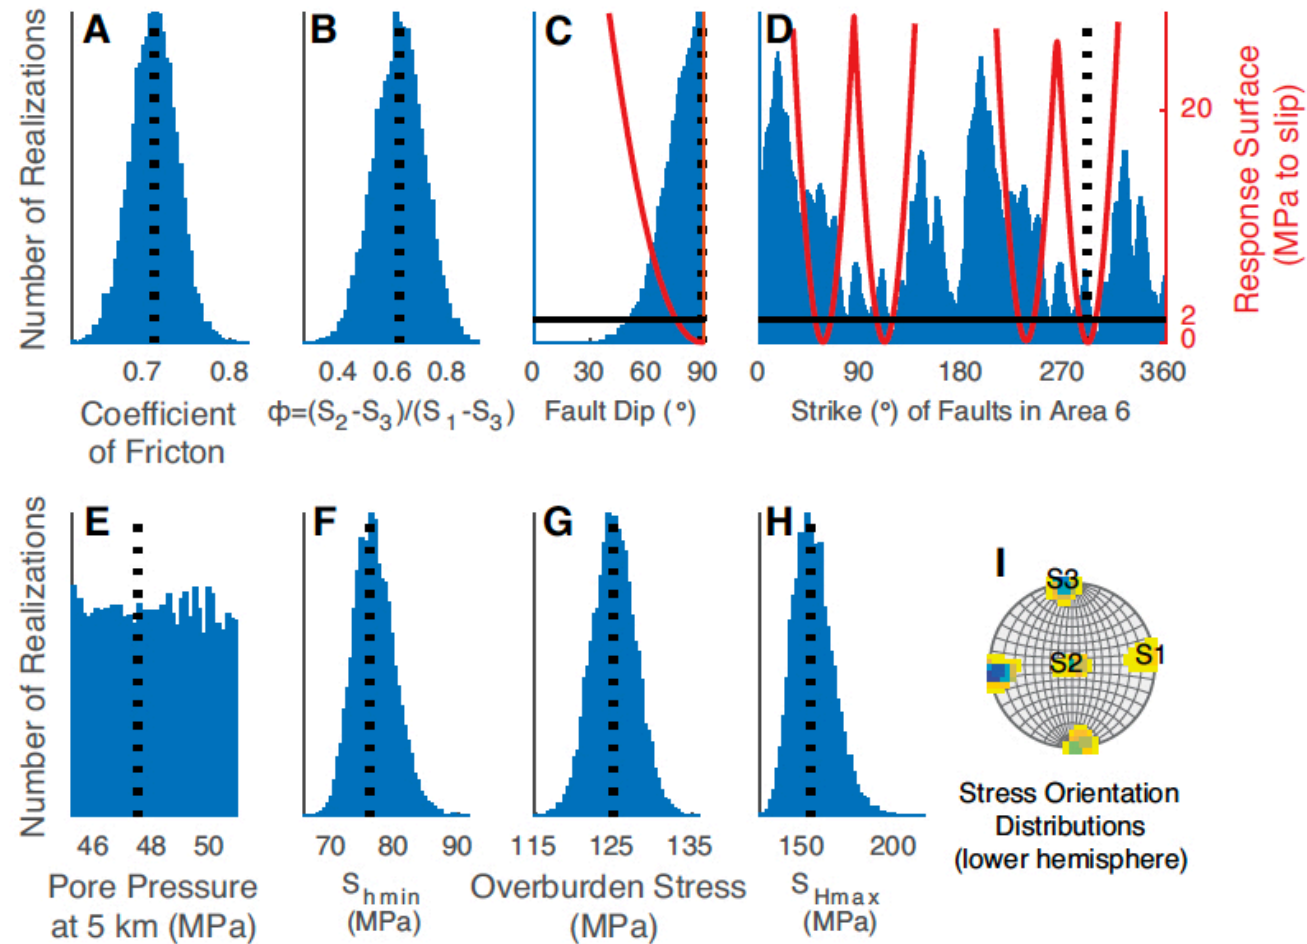 A
B
C
D
Number of Realizations
20
2
0
Response Surface
(MPa to slip)
0.7 0.8
0.4 0.6 0.8
0 30 60 90
0 90 180 270 360
Coefficient
of Fricton
ф=(S2-S3)/(S1-S3)
Fault Dip (°)
Strike (°) of Faults in Area 6
E
F
G
H
I
Number of Realizations
S3
S1
S2
46 48 50
70 80 90
115 125 135
150 200
Pore Pressure
at 5 km (MPa)
Shmin
(MPa)
Overburden Stress
(MPa)
SHmax
(MPa)
Stress Orientation
Distributions
(lower hemisphere)